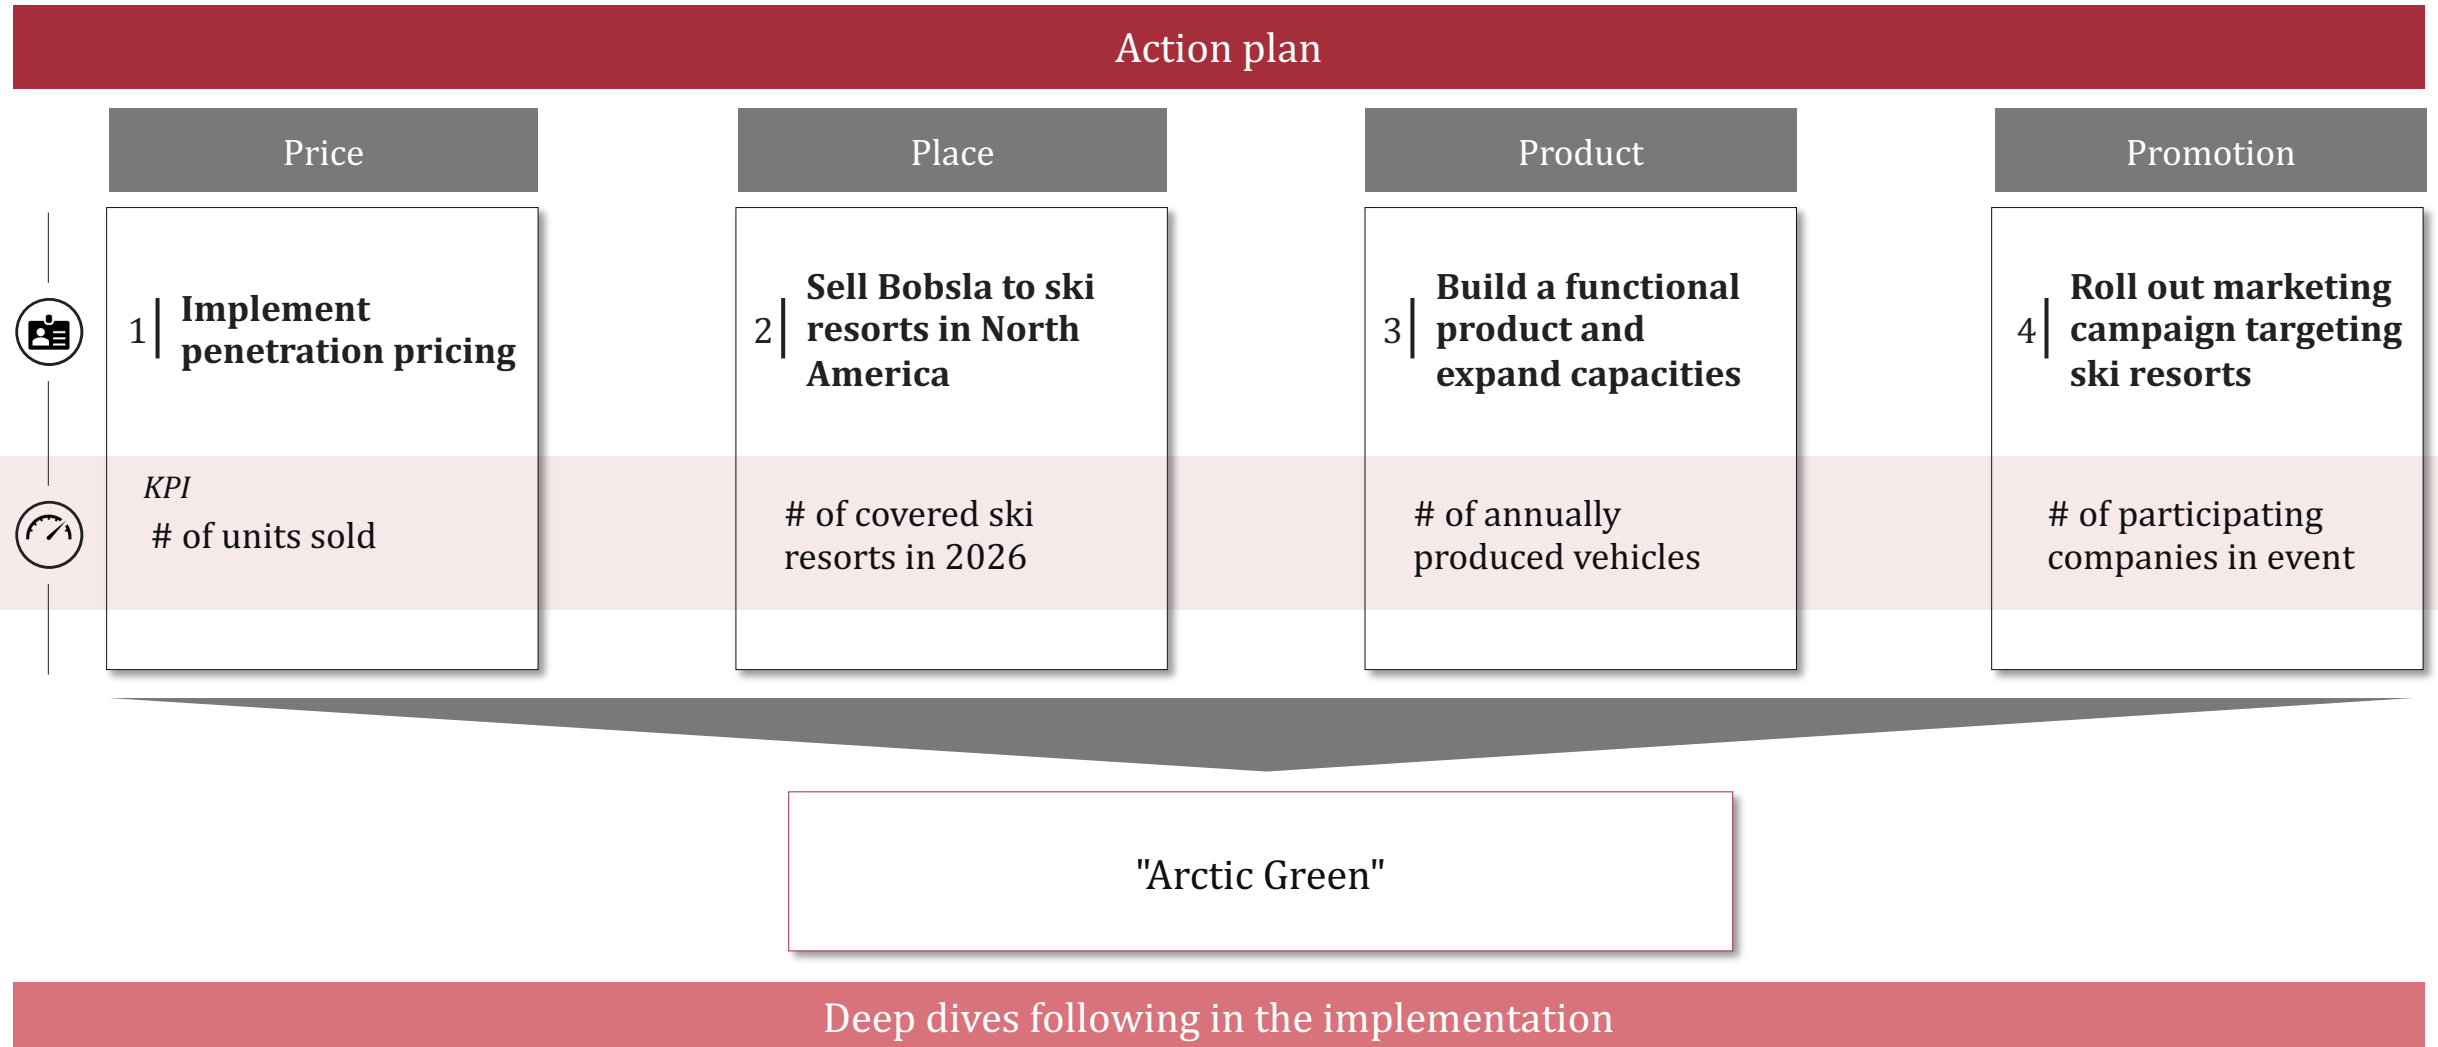 Action plan
Price
Place
Product
Promotion
1
Implement
penetration pricing
2
Sell Bobsla to ski
resorts in North
America
3
Build a functional
product and
expand capacities
4
Roll out marketing
campaign targeting
ski resorts
KPI
# of units sold
# of covered ski
resorts in 2026
# of annually
produced vehicles
# of participating
companies in event
"Arctic Green"
Deep dives following in the implementation